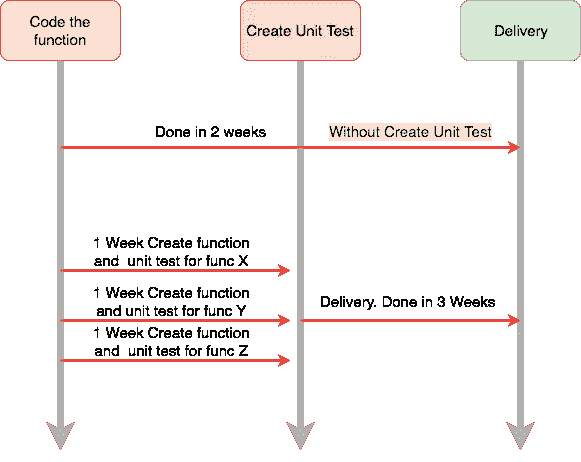 Code the
function
Create Unit Test
Delivery
Done in 2 weeks
Without Create Unit Test
1 Week Create function
and unit test for func X
1 Week Create function
and unit test for func Y
Delivery. Done in 3 Weeks
1 Week Create function
and unit test for func Z